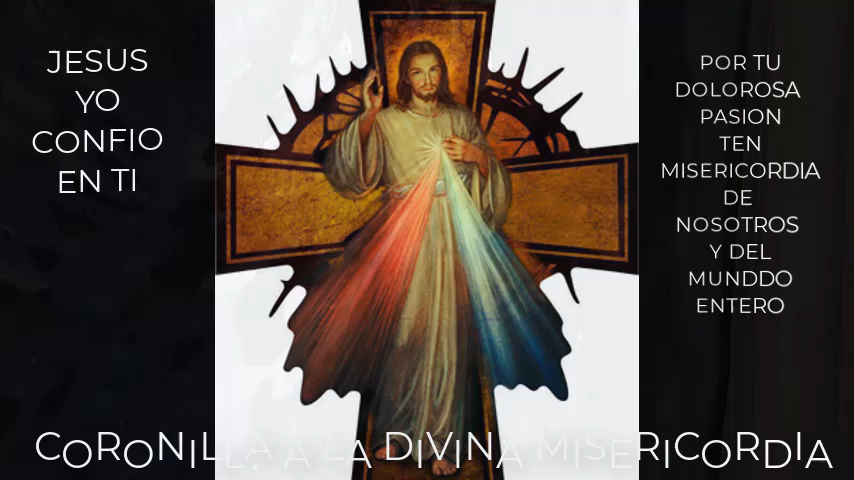 JESUS
YO
CONFIO
EN TI
POR TU
DOLOROSA
PASION
TEN
MISERICORDIA
DE
NOSOTROS
Y DEL
MUNDDO
ENTERO
CORONILLA A LA DIVINA MISERICORDIA